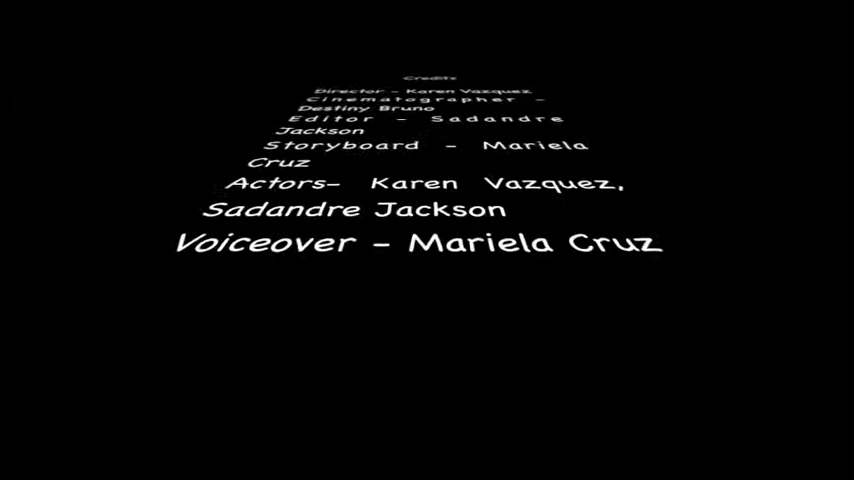 Credits
Director - Karen Vazquez
Cinematographer -
Destiny Bruno
Editor - Sadandre
Jackson
Storyboard - Mariela
Cruz
Actors- Karen Vazquez,
Sadandre Jackson
Voiceover - Mariela Cruz